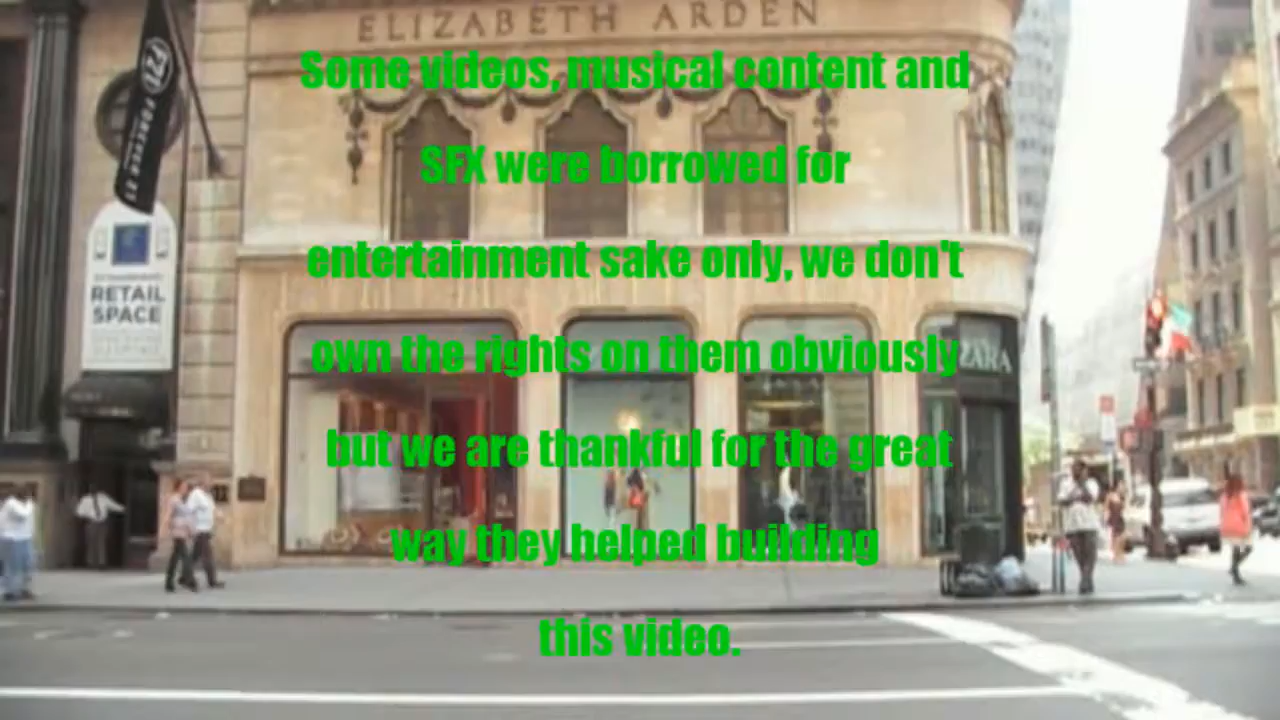 ELIZABETH ARDEN
Some videos, musical content and
SFX were borrowed for
entertainment sake only, we don't
own the rights on them obviously
but we are thankful for the great
way they helped building
this video.
FOREVER 21
RETAIL
SPACE
ZARA